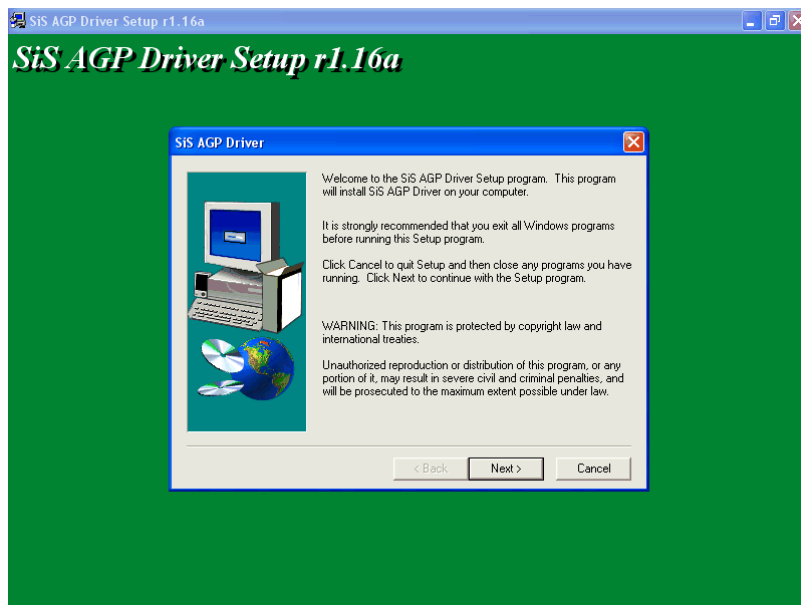 SiS AGP Driver Setup r1.16a
SiS AGP Driver Setup r1.16a
SiS AGP Driver
Welcome to the SiS AGP Driver Setup program. This program
will install SiS AGP Driver on your computer.
It is strongly recommended that you exit all Windows programs
before running this Setup program.
Click Cancel to quit Setup and then close any programs you have
running. Click Next to continue with the Setup program.
WARNING: This program is protected by copyright law and
international treaties.
Unauthorized reproduction or distribution of this program, or any
portion of it, may result in severe civil and criminal penalties, and
will be prosecuted to the maximum extent possible under law.
< Back Next > Cancel